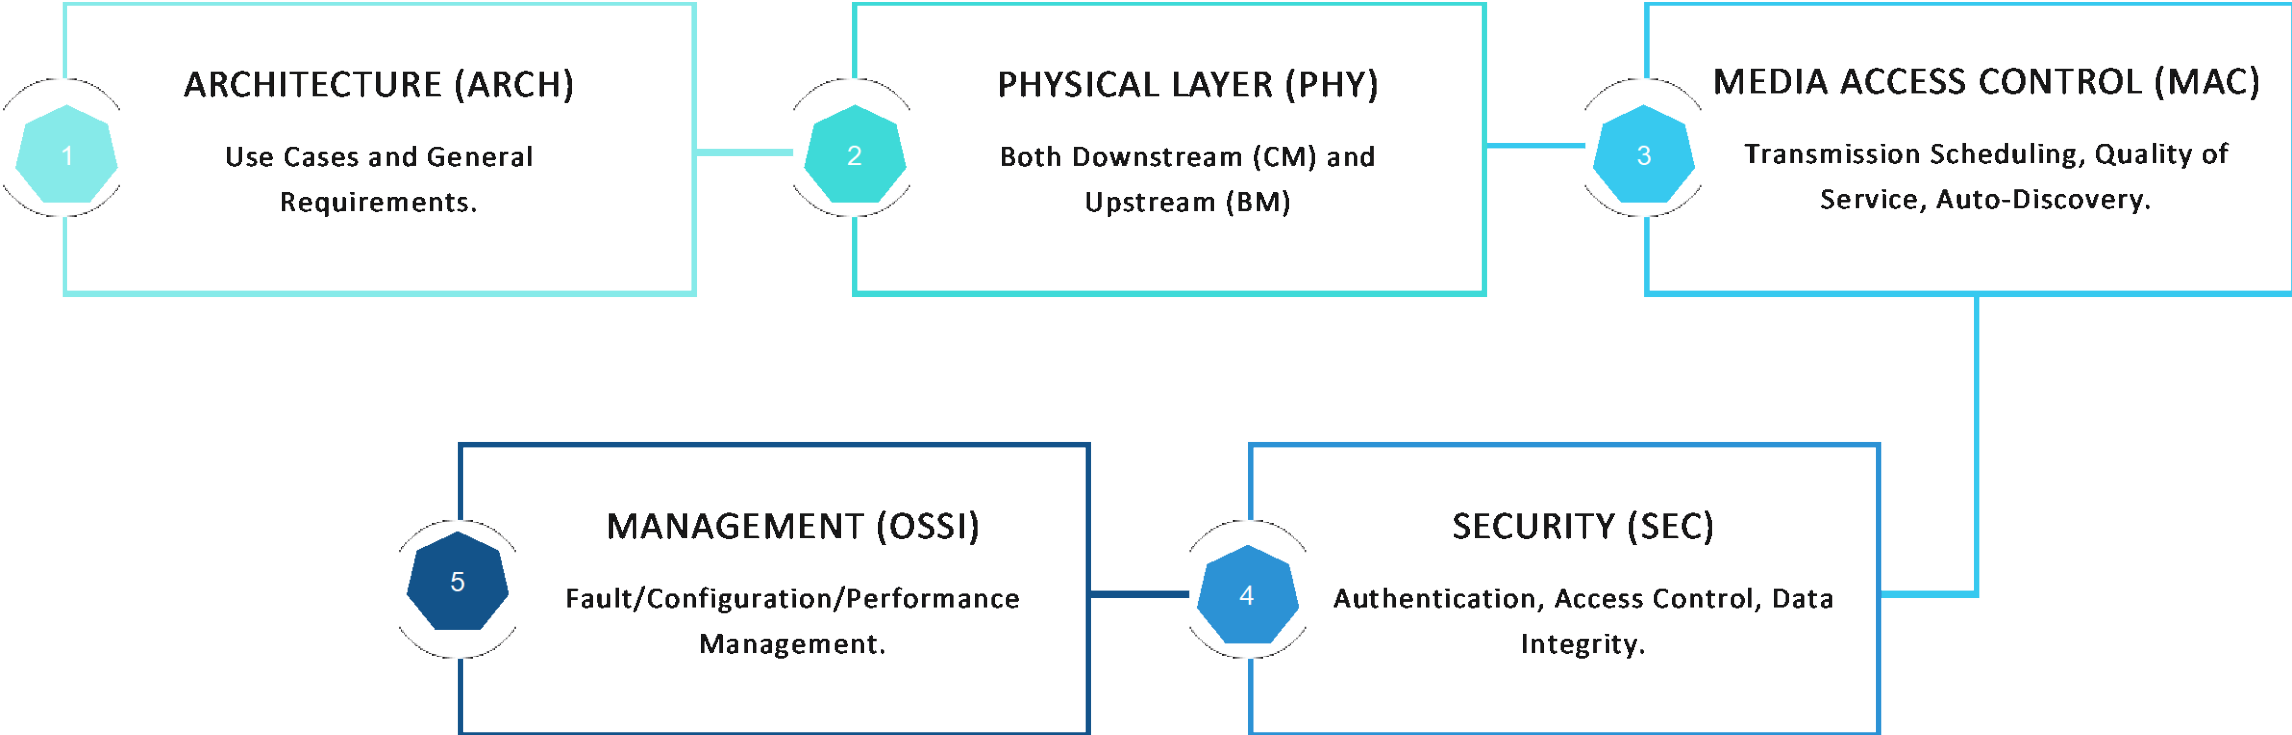 1
ARCHITECTURE (ARCH)
Use Cases and General
Requirements.
2
PHYSICAL LAYER (PHY)
Both Downstream (CM) and
Upstream (BM)
3
MEDIA ACCESS CONTROL (MAC)
Transmission Scheduling, Quality of
Service, Auto-Discovery.
4
SECURITY (SEC)
Authentication, Access Control, Data
Integrity.
5
MANAGEMENT (OSSI)
Fault/Configuration/Performance
Management.